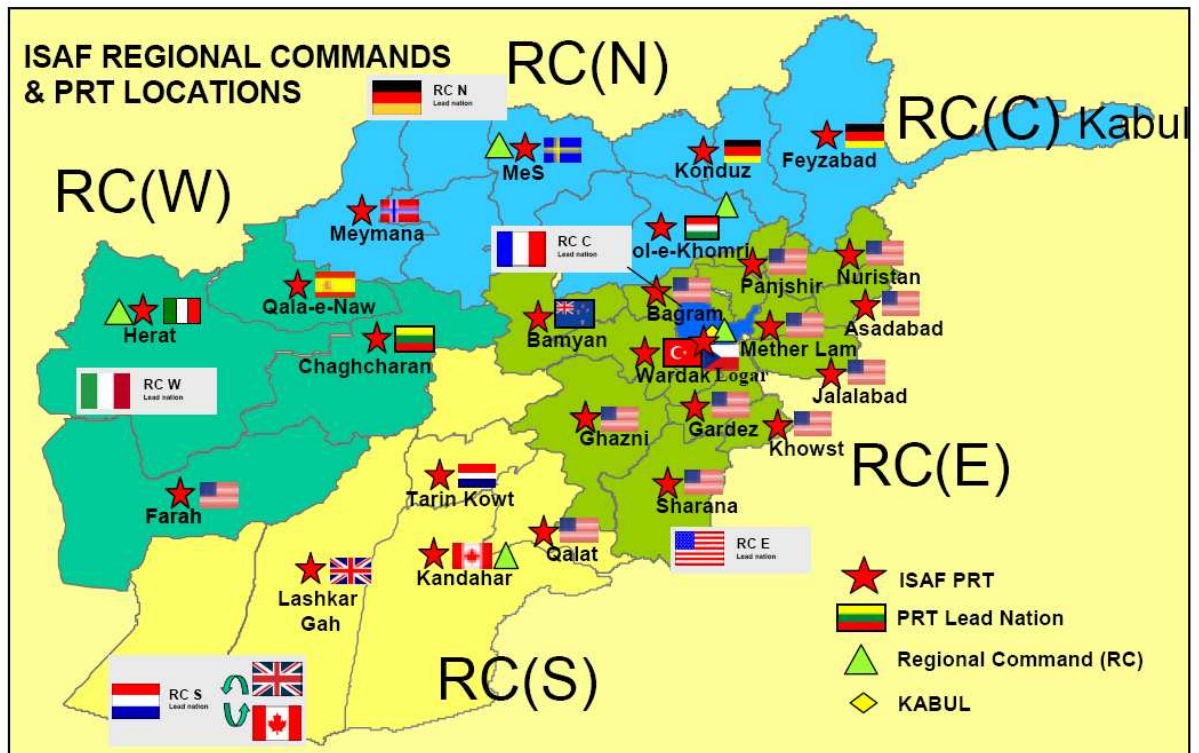 ISAF REGIONAL COMMANDS
& PRT LOCATIONS
RC(N)
RC N
Lead nation
RC(C) Kabul
RC(W)
MeS
Konduz
Feyzabad
Meymana
RC C
Lead nation
ol-e-Khomri
Qala-e-Naw
Panjshir
Nuristan
Herat
Bamyan
Bagram
Asadabad
Chaghcharan
Mether Lam
Wardak
Logar
Jalalabad
RC W
Lead nation
Ghazni
Gardez
Khowst
RC(E)
Tarin Kowt
Sharana
Farah
Qalat
RC E
Lead nation
Kandahar
Lashkar
Gah
ISAF PRT
PRT Lead Nation
Regional Command (RC)
KABUL
RC(S)
RC S
Lead nation